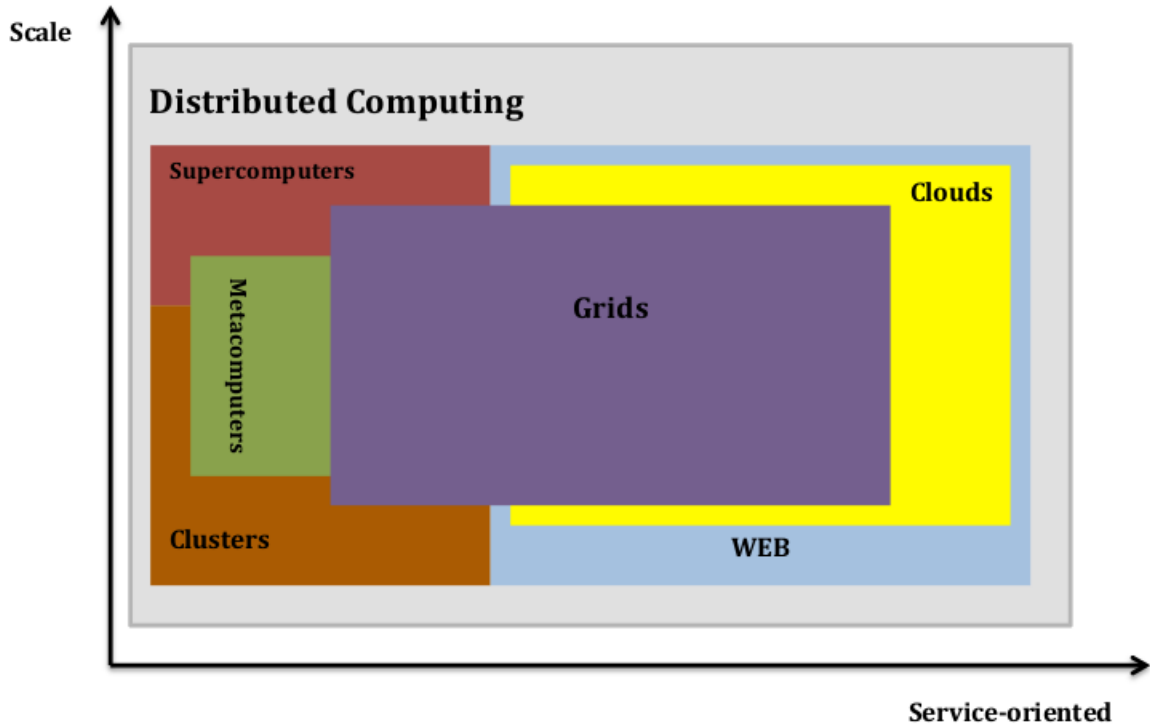 Scale
Distributed Computing
Supercomputers
Clouds
Metacomputers
Grids
Clusters
WEB
Service-oriented